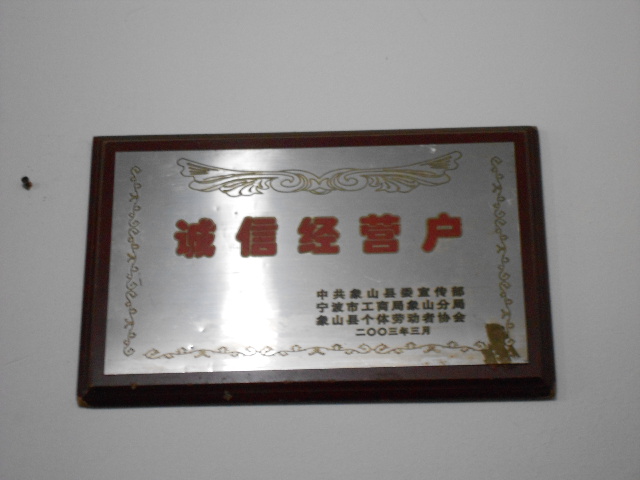 诚信经营户
中共象山县委宣传部
宁波市工商局象山分局
象山县个体劳动者协会
二〇〇三年三月